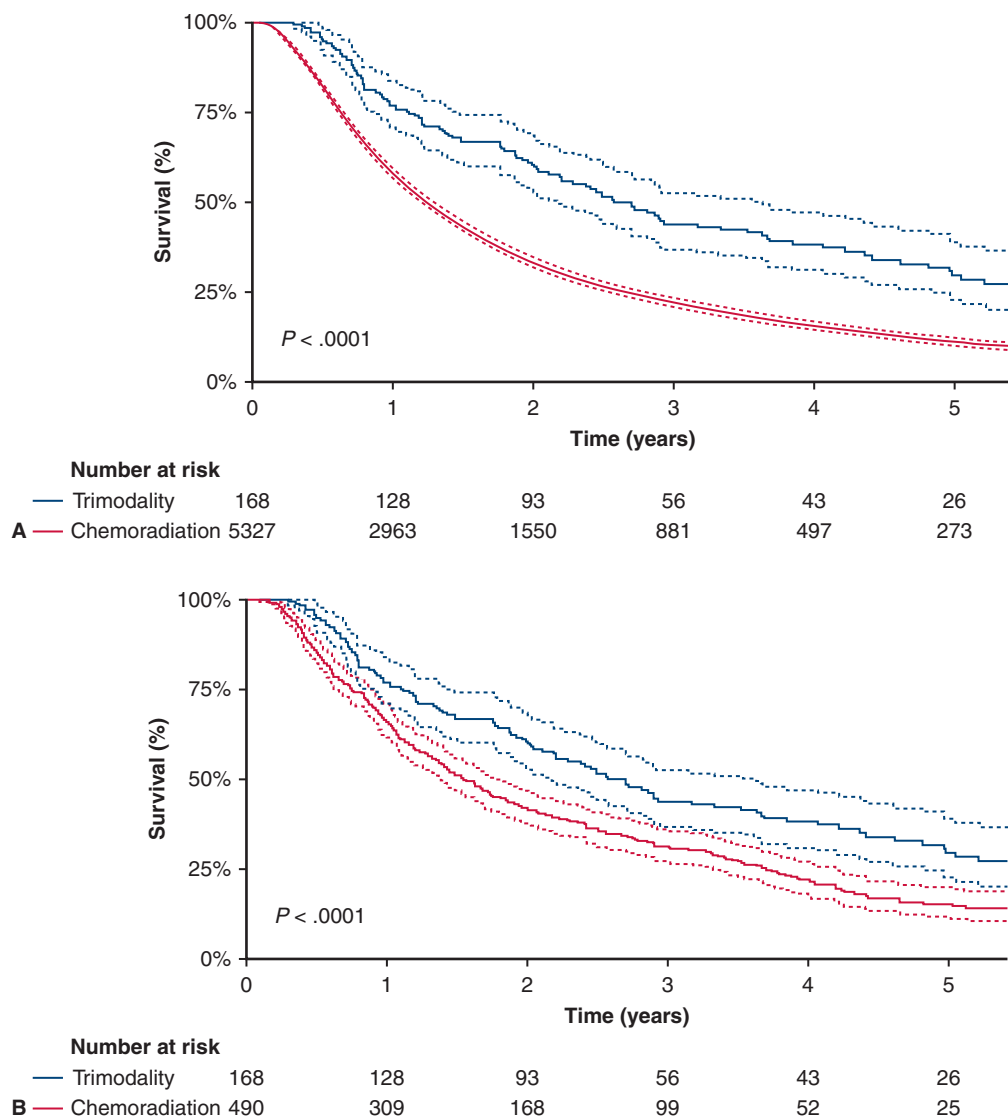 100%
75%
50%
25%
0%
Survival (%)
P < .0001
0 1 2 3 4 5
Time (years)
Number at risk
Trimodality 168 128 93 56 43 26
A Chemoradiation 5327 2963 1550 881 497 273
100%
75%
50%
25%
0%
Survival (%)
P < .0001
0 1 2 3 4 5
Time (years)
Number at risk
Trimodality 168 128 93 56 43 26
B Chemoradiation 490 309 168 99 52 25